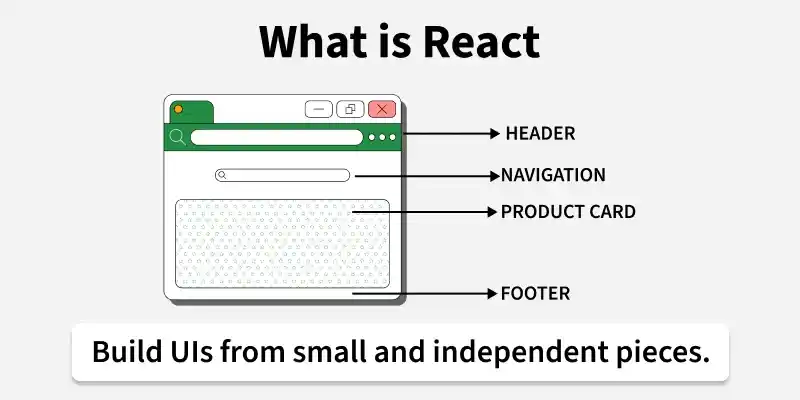 What is React
HEADER
NAVIGATION
PRODUCT CARD
FOOTER
Build UIs from small and independent pieces.